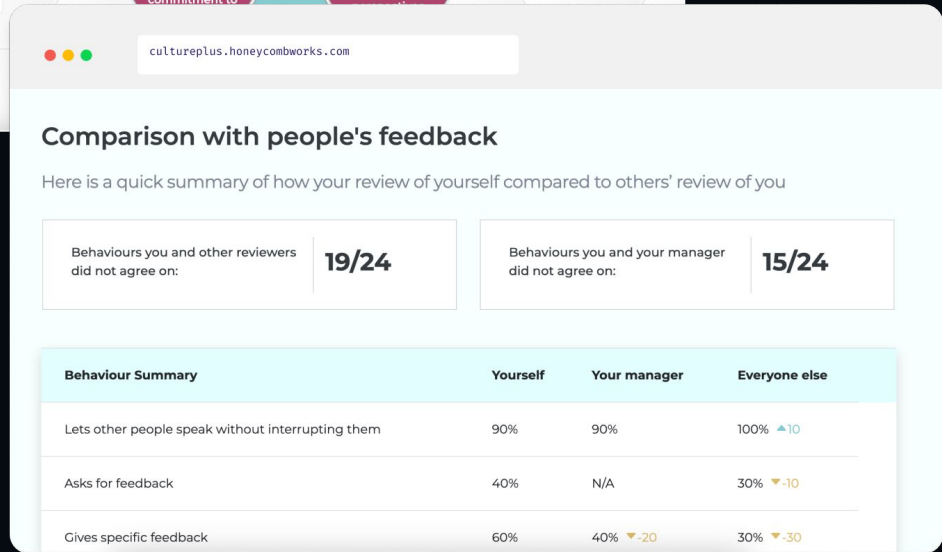 commitment to
cultureplus.honeycombworks.com
Comparison with people's feedback
Here is a quick summary of how your review of yourself compared to others' review of you
Behaviours you and other reviewers
did not agree on:
19/24
Behaviours you and your manager
did not agree on:
15/24
Behaviour Summary Yourself Your manager Everyone else
Lets other people speak without interrupting them 90% 90% 100% ▲10
Asks for feedback 40% N/A 30% ▼-10
Gives specific feedback 60% 40% ▼-20 30% ▼-30